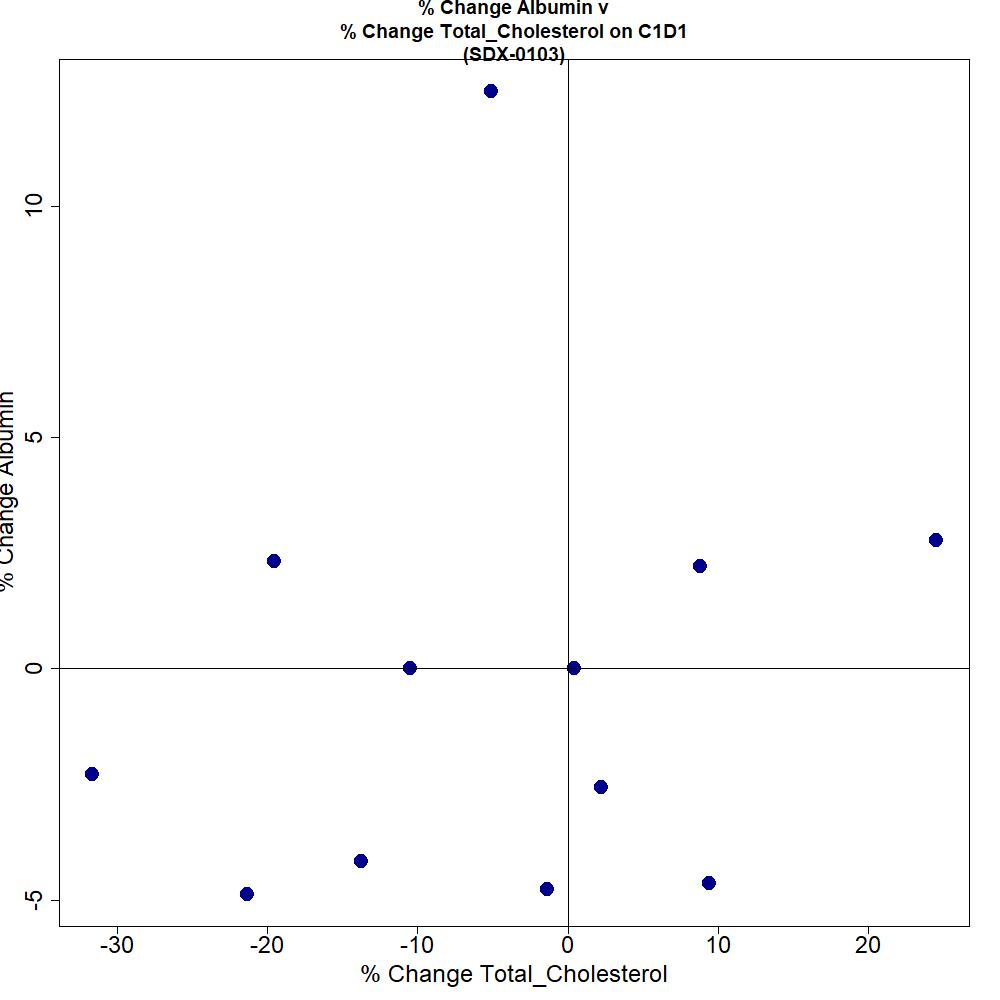 % Change Albumin v
% Change Total_Cholesterol on C1D1
(SDX-0103)
% Change Albumin
10
5
0
-5
-30
-20
-10
0
10
20
% Change Total_Cholesterol